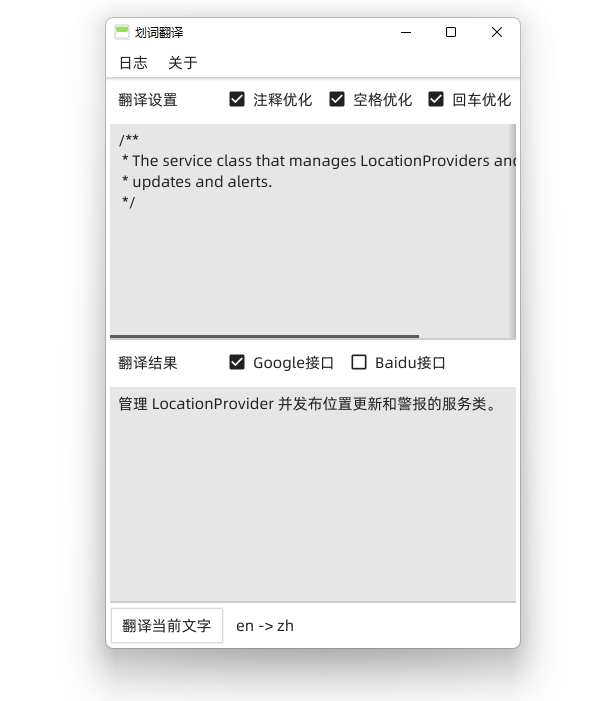 划词翻译
日志 关于
翻译设置 注释优化 空格优化 回车优化
/**
* The service class that manages LocationProviders
* updates and alerts.
*/
翻译结果 Google接口 Baidu接口
管理 LocationProvider 并发布位置更新和警报的服务类。
翻译当前文字 en -> zh